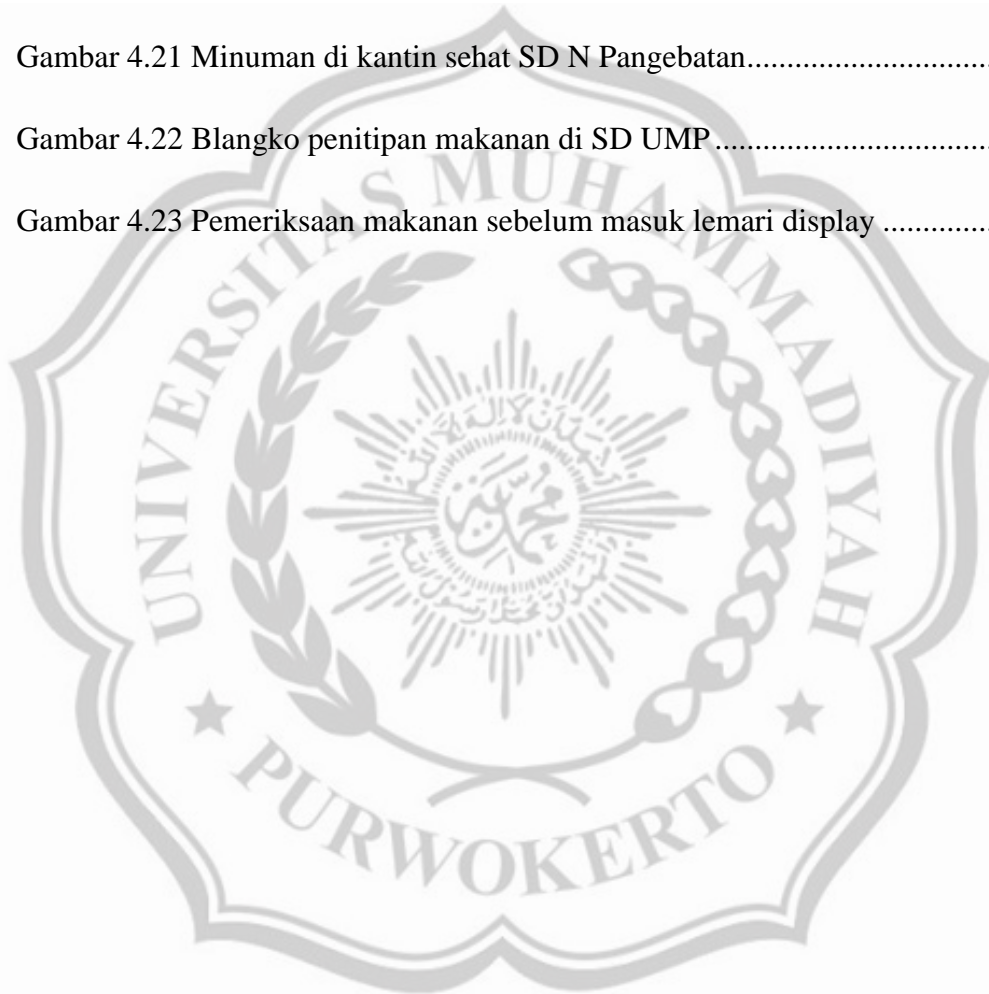 Gambar 4.21 Minuman di kantin sehat SD N Pangebatan..............................
Gambar 4.22 Blangko penitipan makanan di SD UMP ..................................
Gambar 4.23 Pemeriksaan makanan sebelum masuk lemari display ..............
UNIVERSITAS MUHAMMADIYAH
PURWOKERTO